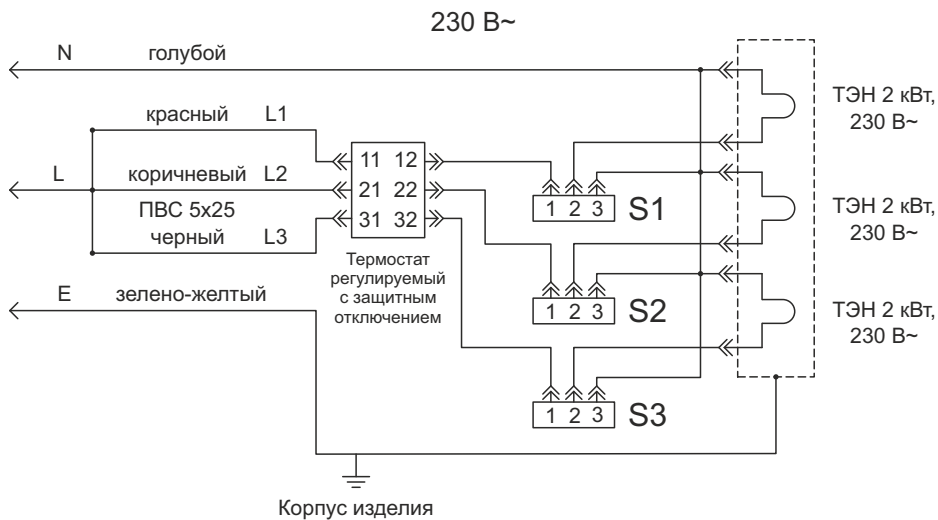 230 В~
N голубой
красный L1
L коричневый L2
ПВС 5х25
черный L3
E зелено-желтый
11 12
21 22
31 32
Термостат
регулируемый
с защитным
отключением
1 2 3 S1
1 2 3 S2
1 2 3 S3
ТЭН 2 кВт,
230 В~
ТЭН 2 кВт,
230 В~
ТЭН 2 кВт,
230 В~
Корпус изделия